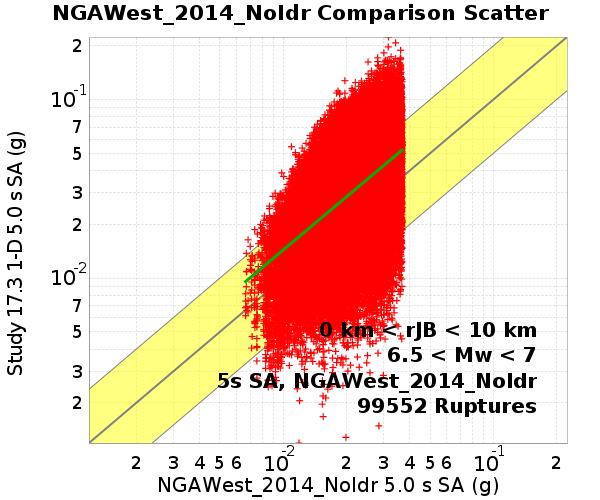 NGAWest_2014_NoIdr Comparison Scatter
Study 17.3 1-D 5.0 s SA (g)
2
10-1
7
5
3
2
10-2
7
5
3
2
0 km < rJB < 10 km
6.5 < Mw < 7
5s SA, NGAWest_2014_NoIdr
99552 Ruptures
2 3 4 5 6 10-2 2 3 4 5 6 10-1 2
NGAWest_2014_NoIdr 5.0 s SA (g)